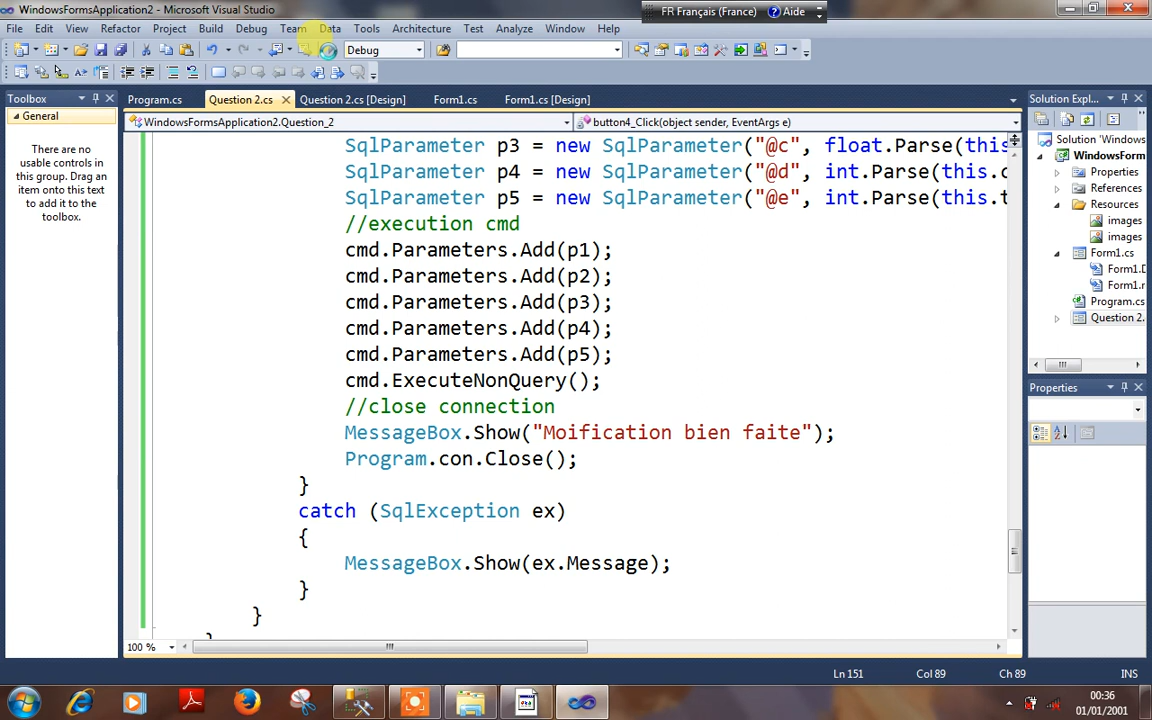 WindowsFormsApplication2 - Microsoft Visual Studio
FR Français (France) Aide
File Edit View Refactor Project Build Debug Team Data Tools Architecture Test Analyze Window Help
Debug
Toolbox
General
There are no
usable controls in
this group. Drag an
item onto this text
to add it to the
toolbox.
Program.cs Question 2.cs Question 2.cs [Design] Form1.cs Form1.cs [Design]
WindowsFormsApplication2.Question_2 button4_Click(object sender, EventArgs e)
SqlParameter p3 = new SqlParameter("@c", float.Parse(this
SqlParameter p4 = new SqlParameter("@d", int.Parse(this.c
SqlParameter p5 = new SqlParameter("@e", int.Parse(this.t
//execution cmd
cmd.Parameters.Add(p1);
cmd.Parameters.Add(p2);
cmd.Parameters.Add(p3);
cmd.Parameters.Add(p4);
cmd.Parameters.Add(p5);
cmd.ExecuteNonQuery();
//close connection
MessageBox.Show("Moification bien faite");
Program.con.Close();
}
catch (SqlException ex)
{
MessageBox.Show(ex.Message);
}
}
100 %
Solution Expl...
Solution 'Windows
WindowsForm
Properties
References
Resources
images
images
Form1.cs
Form1.D
Form1.r
Program.cs
Question 2.
Properties
Ln 151 Col 89 Ch 89 INS
00:36
01/01/2001